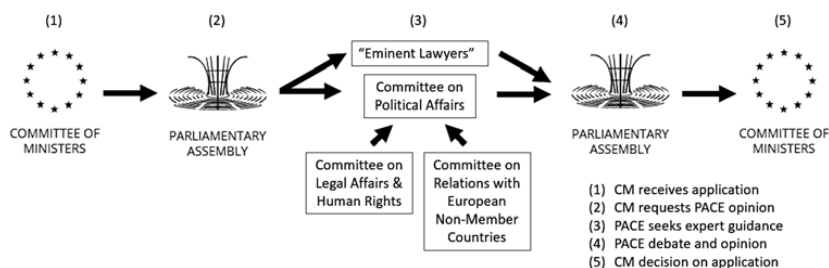 (1)
(2)
(3)
(4)
(5)
"Eminent Lawyers"
Committee on
Political Affairs
COMMITTEE OF
MINISTERS
PARLIAMENTARY
ASSEMBLY
PARLIAMENTARY
ASSEMBLY
COMMITTEE OF
MINISTERS
Committee on
Legal Affairs &
Human Rights
Committee on
Relations with
European
Non-Member
Countries
(1) CM receives application
(2) CM requests PACE opinion
(3) PACE seeks expert guidance
(4) PACE debate and opinion
(5) CM decision on application